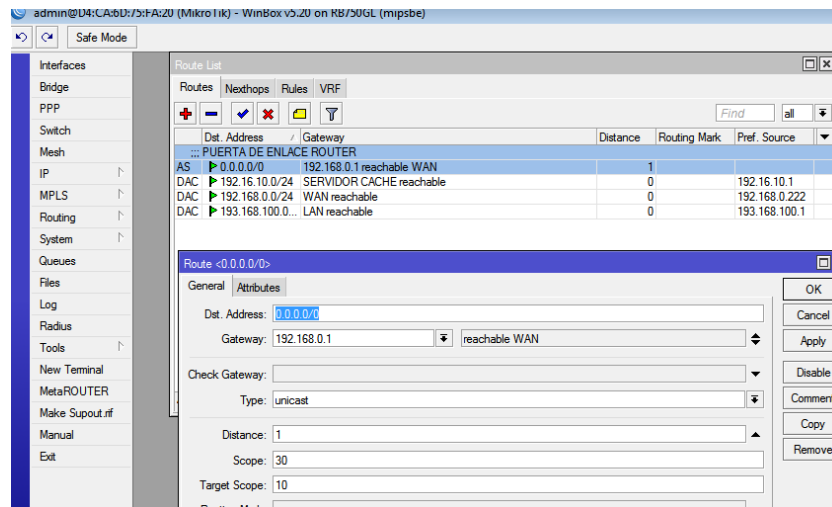 admin@D4:CA:6D:75:FA:20 (MikroTik) - WinBox v5.20 on RB750GL (mipsbe)
Safe Mode
Interfaces
Bridge
PPP
Switch
Mesh
IP
MPLS
Routing
System
Queues
Files
Log
Radius
Tools
New Terminal
MetaROUTER
Make Supout.rif
Manual
Exit
Route List
Routes Nexthops Rules VRF
Find all
Dst. Address / Gateway Distance Routing Mark Pref. Source
::: PUERTA DE ENLACE ROUTER
AS 0.0.0.0/0 192.168.0.1 reachable WAN 1
DAC 192.16.10.0/24 SERVIDOR CACHE reachable 0 192.16.10.1
DAC 192.168.0.0/24 WAN reachable 0 192.168.0.222
DAC 193.168.100.0... LAN reachable 0 193.168.100.1
Route <0.0.0.0/0>
General Attributes
Dst. Address: 0.0.0.0/0
Gateway: 192.168.0.1 reachable WAN
Check Gateway:
Type: unicast
Distance: 1
Scope: 30
Target Scope: 10
OK
Cancel
Apply
Disable
Comment
Copy
Remove